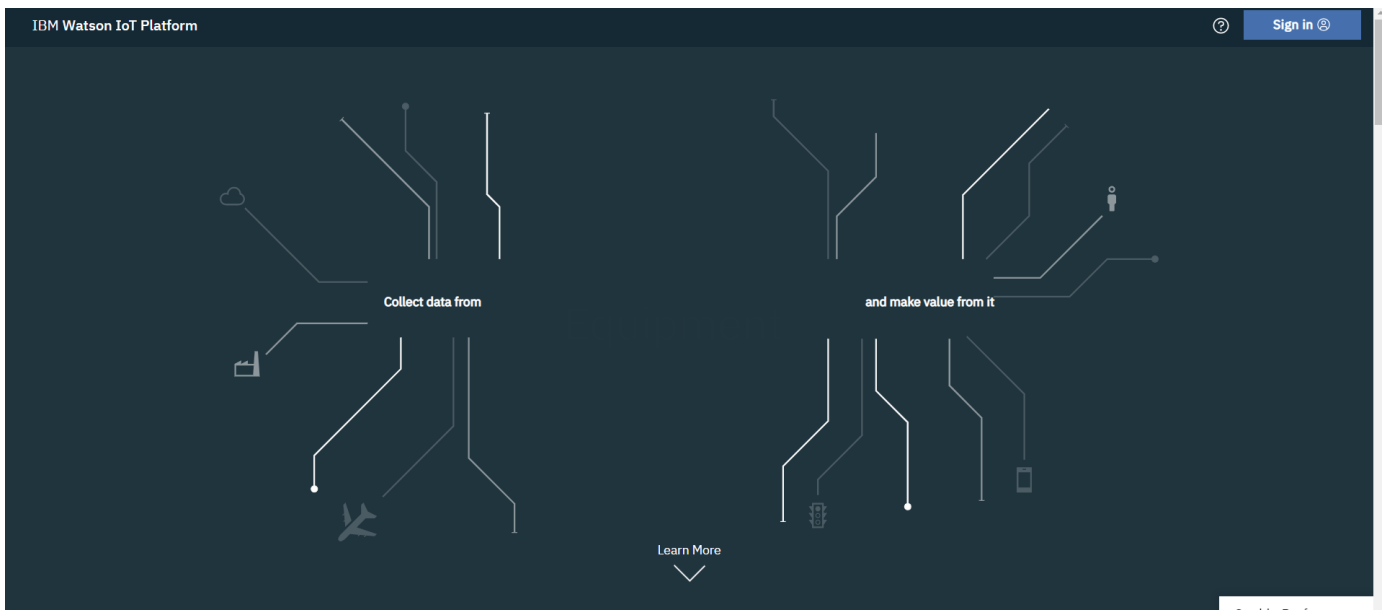 IBM Watson IoT Platform
Sign in
Collect data from
and make value from it
Learn More